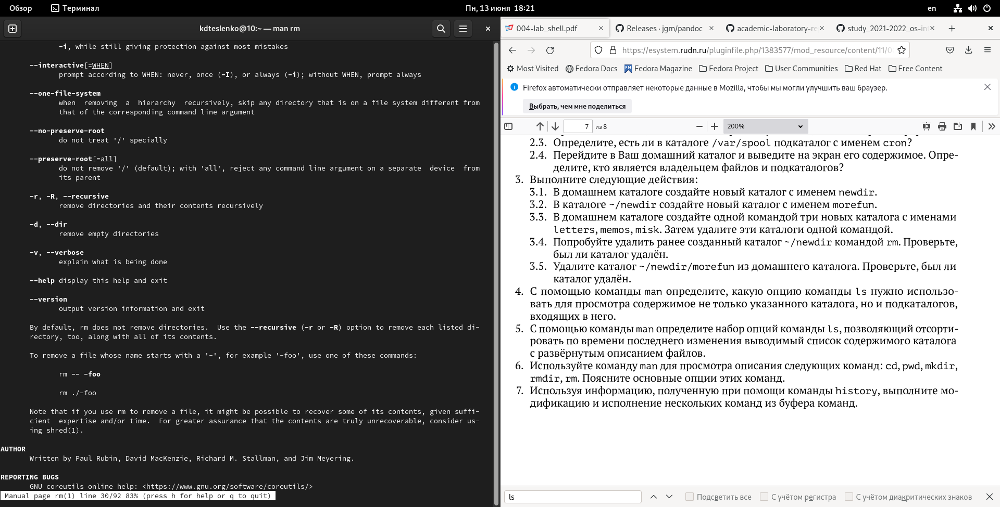 Обзор Терминал Пн, 13 июня 18:21 en
kdteslenko@10:~ — man rm
-i, while still giving protection against most mistakes
--interactive[=WHEN]
prompt according to WHEN: never, once (-I), or always (-i); without WHEN, prompt always
--one-file-system
when removing a hierarchy recursively, skip any directory that is on a file system different from
that of the corresponding command line argument
--no-preserve-root
do not treat '/' specially
--preserve-root[=all]
do not remove '/' (default); with 'all', reject any command line argument on a separate device from
its parent
-r, -R, --recursive
remove directories and their contents recursively
-d, --dir
remove empty directories
-v, --verbose
explain what is being done
--help display this help and exit
--version
output version information and exit
By default, rm does not remove directories. Use the --recursive (-r or -R) option to remove each listed di-
rectory, too, along with all of its contents.
To remove a file whose name starts with a '-', for example '-foo', use one of these commands:
rm -- -foo
rm ./-foo
Note that if you use rm to remove a file, it might be possible to recover some of its contents, given suffi-
cient expertise and/or time. For greater assurance that the contents are truly unrecoverable, consider us-
ing shred(1).
AUTHOR
Written by Paul Rubin, David MacKenzie, Richard M. Stallman, and Jim Meyering.
REPORTING BUGS
GNU coreutils online help: <https://www.gnu.org/software/coreutils/>
Manual page rm(1) line 30/92 83% (press h for help or q to quit)
004-lab_shell.pdf Releases · jgm/pandoc academic-laboratory-re study_2021-2022_os-in
https://esystem.rudn.ru/pluginfile.php/1383577/mod_resource/content/11/0
Most Visited Fedora Docs Fedora Magazine Fedora Project User Communities Red Hat Free Content
Firefox автоматически отправляет некоторые данные в Mozilla, чтобы мы могли улучшить ваш браузер.
Выбрать, чем мне поделиться
7 из 8 200%
2.3. Определите, есть ли в каталоге /var/spool подкаталог с именем cron?
2.4. Перейдите в Ваш домашний каталог и выведите на экран его содержимое. Опре-
делите, кто является владельцем файлов и подкаталогов?
3. Выполните следующие действия:
3.1. В домашнем каталоге создайте новый каталог с именем newdir.
3.2. В каталоге ~/newdir создайте новый каталог с именем morefun.
3.3. В домашнем каталоге создайте одной командой три новых каталога с именами
letters, memos, misk. Затем удалите эти каталоги одной командой.
3.4. Попробуйте удалить ранее созданный каталог ~/newdir командой rm. Проверьте,
был ли каталог удалён.
3.5. Удалите каталог ~/newdir/morefun из домашнего каталога. Проверьте, был ли
каталог удалён.
4. С помощью команды man определите, какую опцию команды ls нужно использо-
вать для просмотра содержимое не только указанного каталога, но и подкаталогов,
входящих в него.
5. С помощью команды man определите набор опций команды ls, позволяющий отсорти-
ровать по времени последнего изменения выводимый список содержимого каталога
с развёрнутым описанием файлов.
6. Используйте команду man для просмотра описания следующих команд: cd, pwd, mkdir,
rmdir, rm. Поясните основные опции этих команд.
7. Используя информацию, полученную при помощи команды history, выполните мо-
дификацию и исполнение нескольких команд из буфера команд.
ls Подсветить все С учётом регистра С учётом диакритических знаков